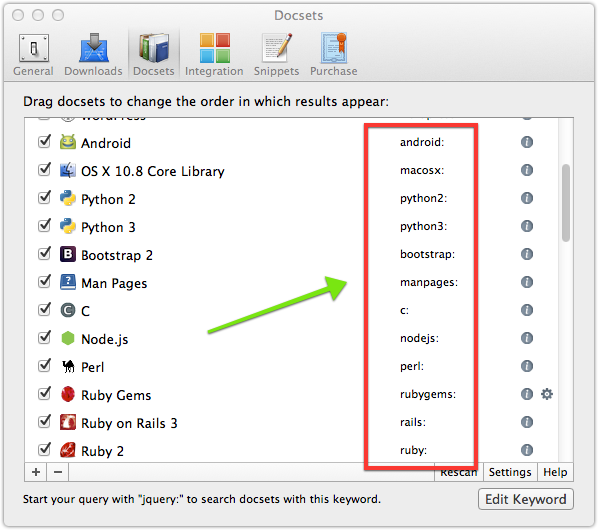 Docsets
General Downloads Docsets Integration Snippets Purchase
Drag docsets to change the order in which results appear:
WordPress
Android android:
OS X 10.8 Core Library macosx:
Python 2 python2:
Python 3 python3:
Bootstrap 2 bootstrap:
Man Pages manpages:
C c:
Node.js nodejs:
Perl perl:
Ruby Gems rubygems:
Ruby on Rails 3 rails:
Ruby 2 ruby:
+ − Rescan Settings Help
Start your query with "jquery:" to search docsets with this keyword.
Edit Keyword